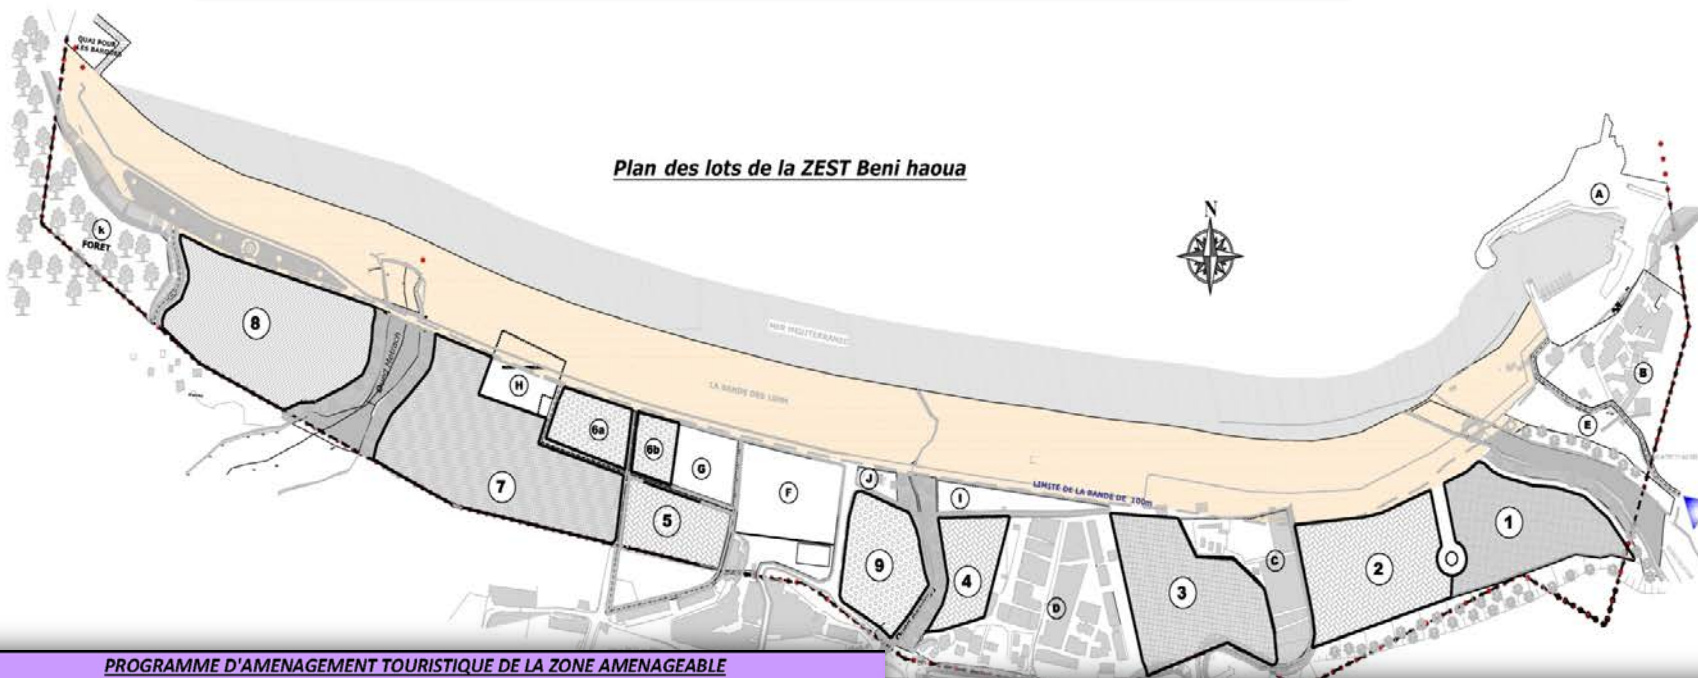 QUAI POUR
LES BARQUES
Plan des lots de la ZEST Beni haoua
N
A
k
FORET
8
MER MEDITERRANEE
B
H
LA BANDE DES 100M
E
6a
6b
G
7
F
J
I
LIMITE DE LA BANDE DE 100m
5
1
9
4
C
2
3
D
PROGRAMME D'AMENAGEMENT TOURISTIQUE DE LA ZONE AMENAGEABLE